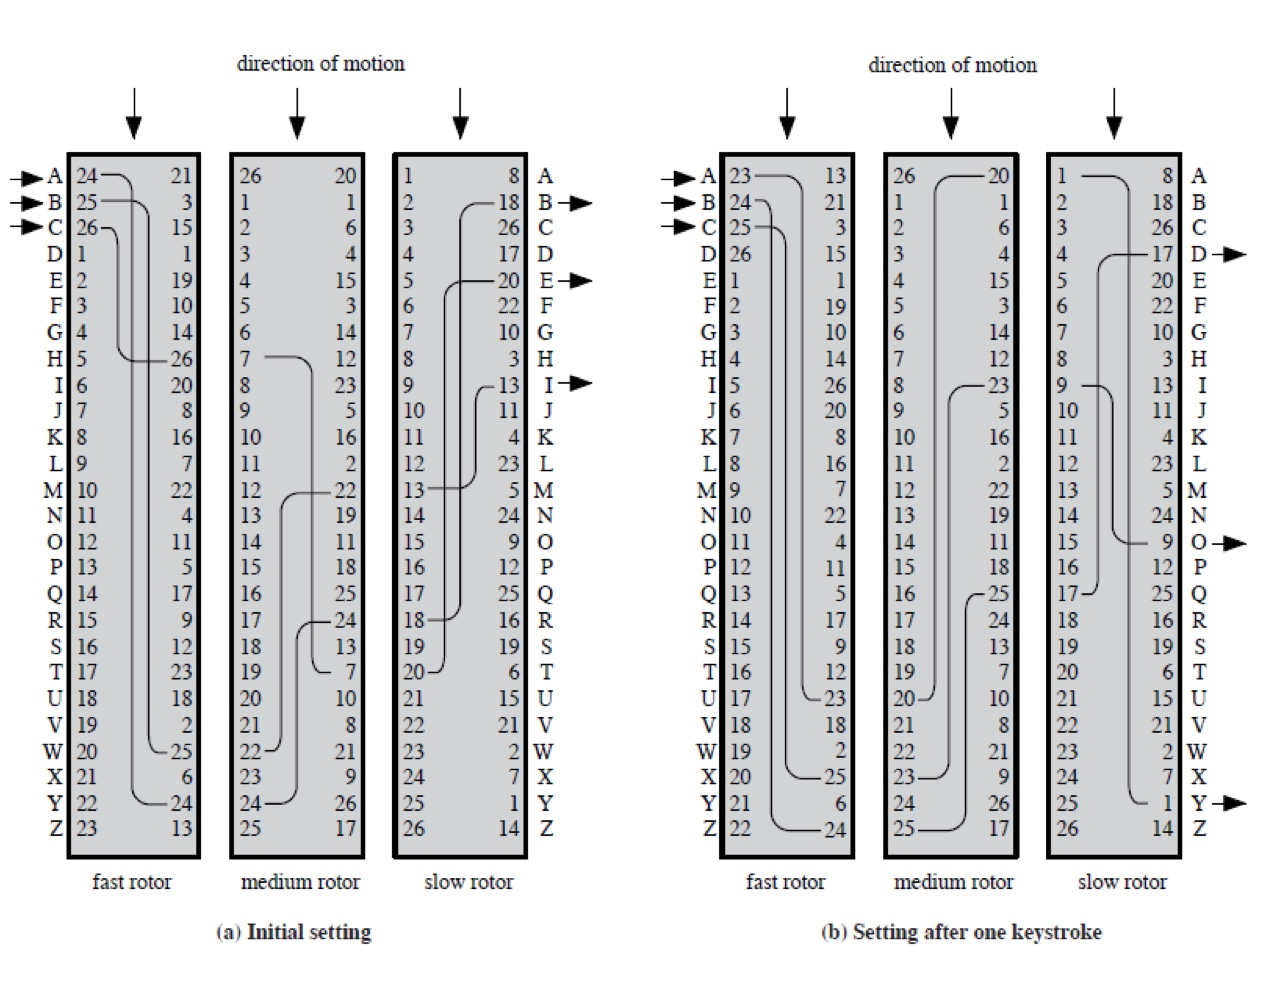 direction of motion direction of motion
A 24 21 26 20 1 8 A A 23 13 26 20 1 8 A
B 25 3 1 1 2 18 B B 24 21 1 1 2 18 B
C 26 15 2 6 3 26 C C 25 3 2 6 3 26 C
D 1 1 3 4 4 17 D D 26 15 3 4 4 17 D
E 2 19 4 15 5 20 E E 1 1 4 15 5 20 E
F 3 10 5 3 6 22 F F 2 19 5 3 6 22 F
G 4 14 6 14 7 10 G G 3 10 6 14 7 10 G
H 5 26 7 12 8 3 H H 4 14 7 12 8 3 H
I 6 20 8 23 9 13 I I 5 26 8 23 9 13 I
J 7 8 9 5 10 11 J J 6 20 9 5 10 11 J
K 8 16 10 16 11 4 K K 7 8 10 16 11 4 K
L 9 7 11 2 12 23 L L 8 16 11 2 12 23 L
M 10 22 12 22 13 5 M M 9 7 12 22 13 5 M
N 11 4 13 19 14 24 N N 10 22 13 19 14 24 N
O 12 11 14 11 15 9 O O 11 4 14 11 15 9 O
P 13 5 15 18 16 12 P P 12 11 15 18 16 12 P
Q 14 17 16 25 17 25 Q Q 13 5 16 25 17 25 Q
R 15 9 17 24 18 16 R R 14 17 17 24 18 16 R
S 16 12 18 13 19 19 S S 15 9 18 13 19 19 S
T 17 23 19 7 20 6 T T 16 12 19 7 20 6 T
U 18 18 20 10 21 15 U U 17 23 20 10 21 15 U
V 19 2 21 8 22 21 V V 18 18 21 8 22 21 V
W 20 25 22 21 23 2 W W 19 2 22 21 23 2 W
X 21 6 23 9 24 7 X X 20 25 23 9 24 7 X
Y 22 24 24 26 25 1 Y Y 21 6 24 26 25 1 Y
Z 23 13 25 17 26 14 Z Z 22 24 25 17 26 14 Z
fast rotor medium rotor slow rotor fast rotor medium rotor slow rotor
(a) Initial setting (b) Setting after one keystroke